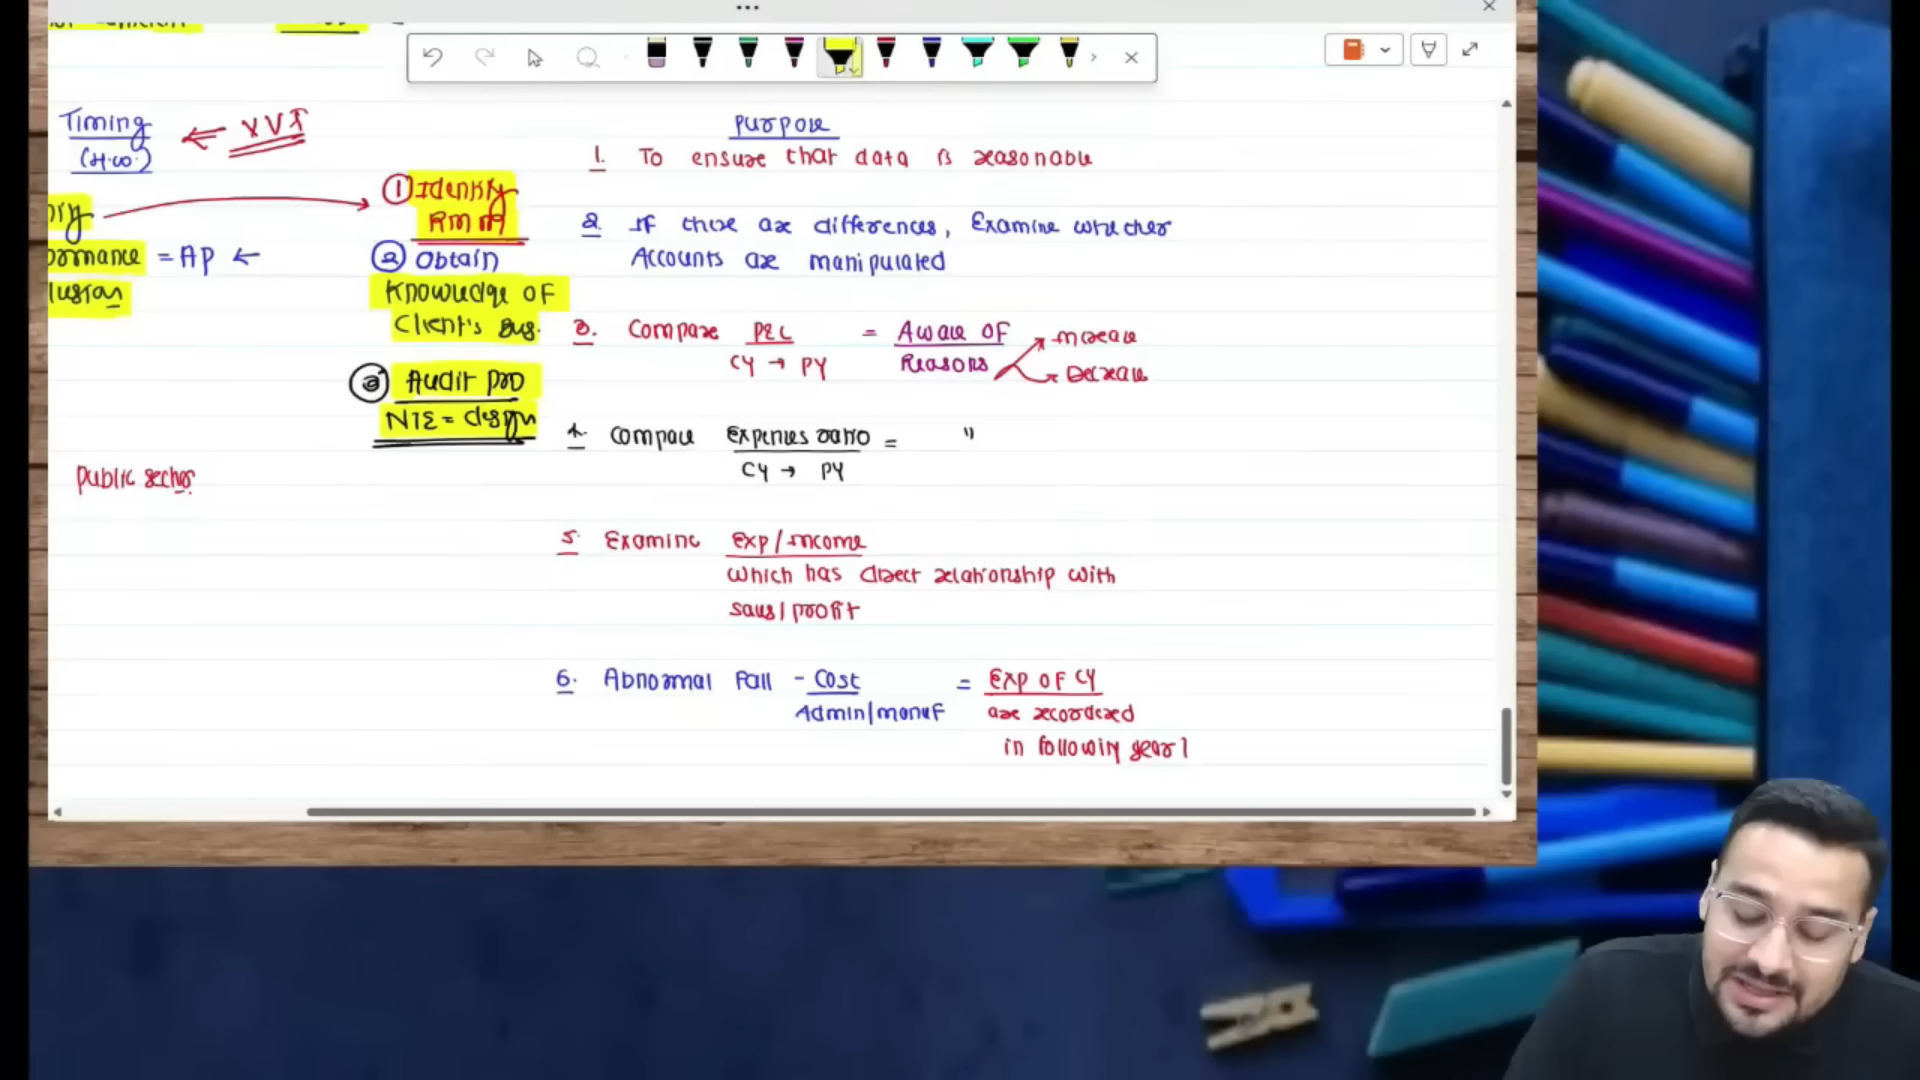 Timing
(H.W.)
← XVI
① Identify
RMM
ormance = AP ←
② Obtain
lusion
Knowledge OF
Client's Bus.
③ Audit pro
NTE = design
Public sector
Purpose
1. To ensure that data is reasonable
2. If there are differences, Examine whether
Accounts are manipulated
3. Compare P&L = Aware OF
CY → PY Reasons
increase
Decrease
4. Compare Expenses ratio = "
CY → PY
5. Examine Exp/income
which has direct relationship with
sales/profit
6. Abnormal Fall - Cost = Exp OF CY
Admin/manuf are recorded
in following year?